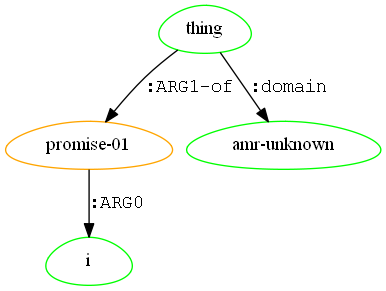 thing
:ARG1-of :domain
promise-01 amr-unknown
:ARG0
i